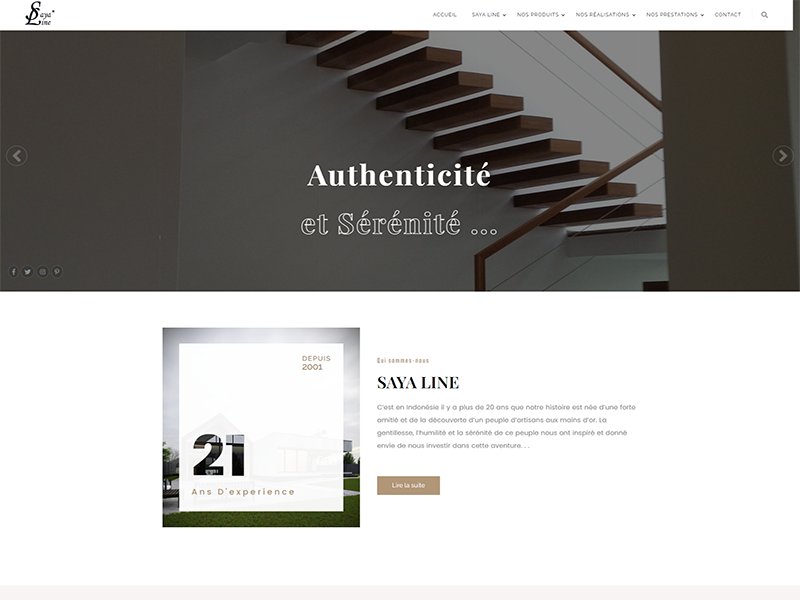 Saya
Line
ACCUEIL SAYA LINE NOS PRODUITS NOS RÉALISATIONS NOS PRESTATIONS CONTACT
Authenticité
et Sérénité ...
DEPUIS
2001
21
Ans D'experience
Qui sommes-nous
SAYA LINE
C'est en Indonésie il y a plus de 20 ans que notre histoire est née d'une forte
amitié et de la découverte d'un peuple d'artisans aux mains d'or. La
gentillesse, l'humilité et la sérénité de ce peuple nous ont inspiré et donné
envie de nous investir dans cette aventure. . .
Lire la suite